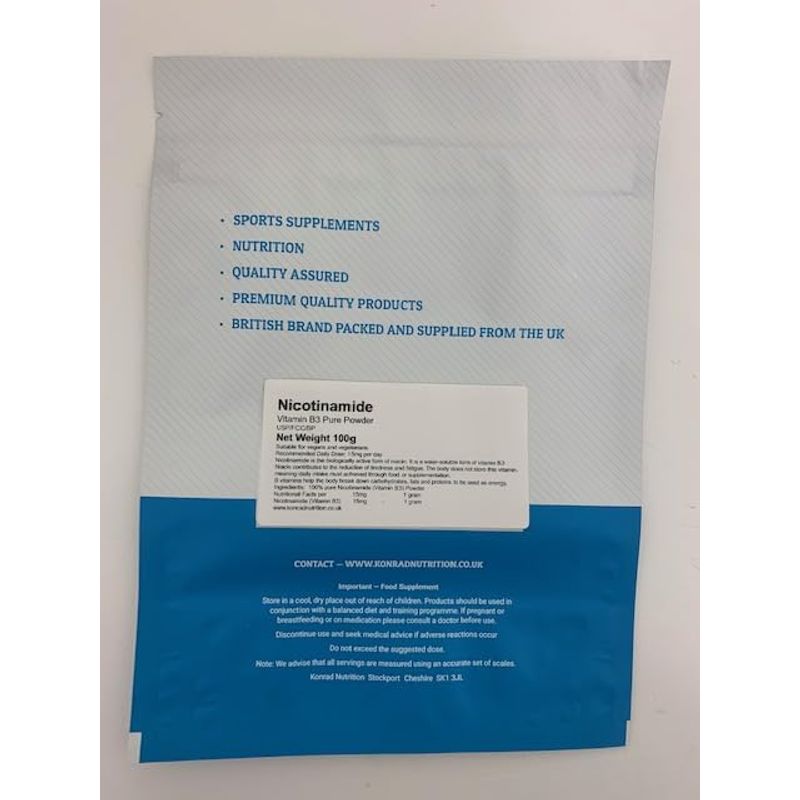 • SPORTS SUPPLEMENTS
• NUTRITION
• QUALITY ASSURED
• PREMIUM QUALITY PRODUCTS
• BRITISH BRAND PACKED AND SUPPLIED FROM THE UK
Nicotinamide
Vitamin B3 Pure Powder
USP/FCC/BP
Net Weight 100g
Suitable for vegans and vegetarians.
Recommended Daily Dose: 15mg per day
Nicotinamide is the biologically active form of niacin. It is a water-soluble form of vitamin B3
Niacin contributes to the reduction of tiredness and fatigue. The body does not store this vitamin,
meaning daily intake must achieved through food or supplementation.
B vitamins help the body break down carbohydrates, fats and proteins to be used as energy.
Ingredients: 100% pure Nicotinamide (Vitamin B3) Powder
Nutritional Facts per 15mg 1 gram
Nicotinamide (Vitamin B3) 15mg - 1 gram
www.konradnutrition.co.uk
CONTACT – WWW.KONRADNUTRITION.CO.UK
Important – Food Supplement
Store in a cool, dry place out of reach of children. Products should be used in
conjunction with a balanced diet and training programme. If pregnant or
breastfeeding or on medication please consult a doctor before use.
Discontinue use and seek medical advice if adverse reactions occur
Do not exceed the suggested dose.
Note: We advise that all servings are measured using an accurate set of scales.
Konrad Nutrition Stockport Cheshire SK1 3JL